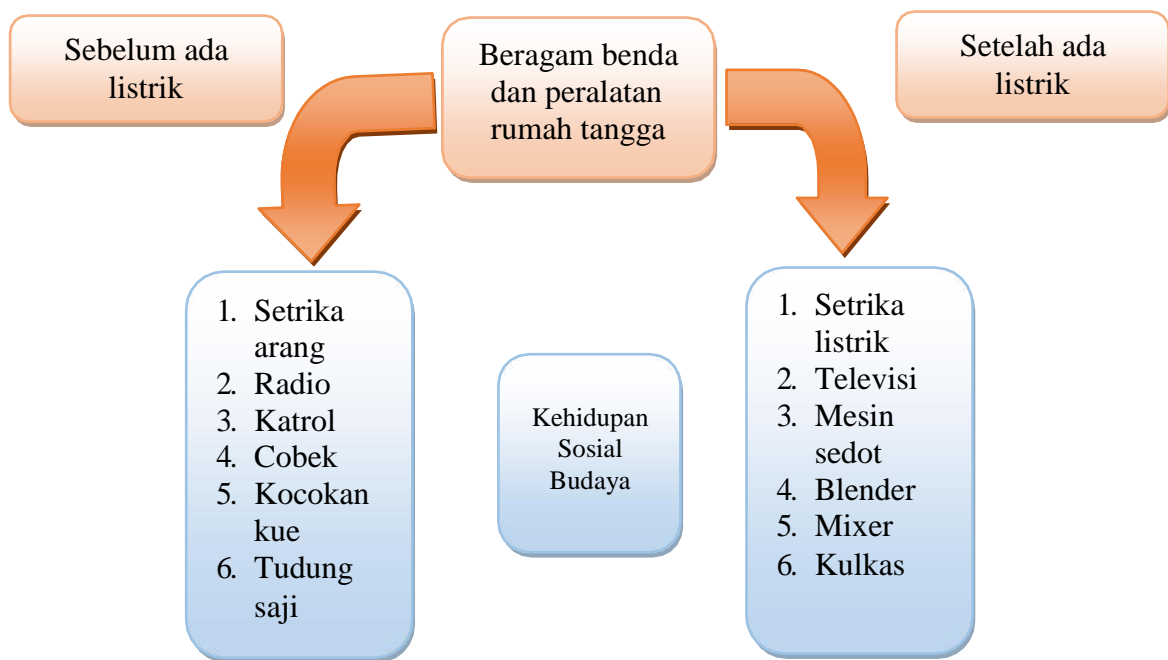 Sebelum ada
listrik
Beragam benda
dan peralatan
rumah tangga
Setelah ada
listrik
1. Setrika
arang
2. Radio
3. Katrol
4. Cobek
5. Kocokan
kue
6. Tudung
saji
Kehidupan
Sosial
Budaya
1. Setrika
listrik
2. Televisi
3. Mesin
sedot
4. Blender
5. Mixer
6. Kulkas